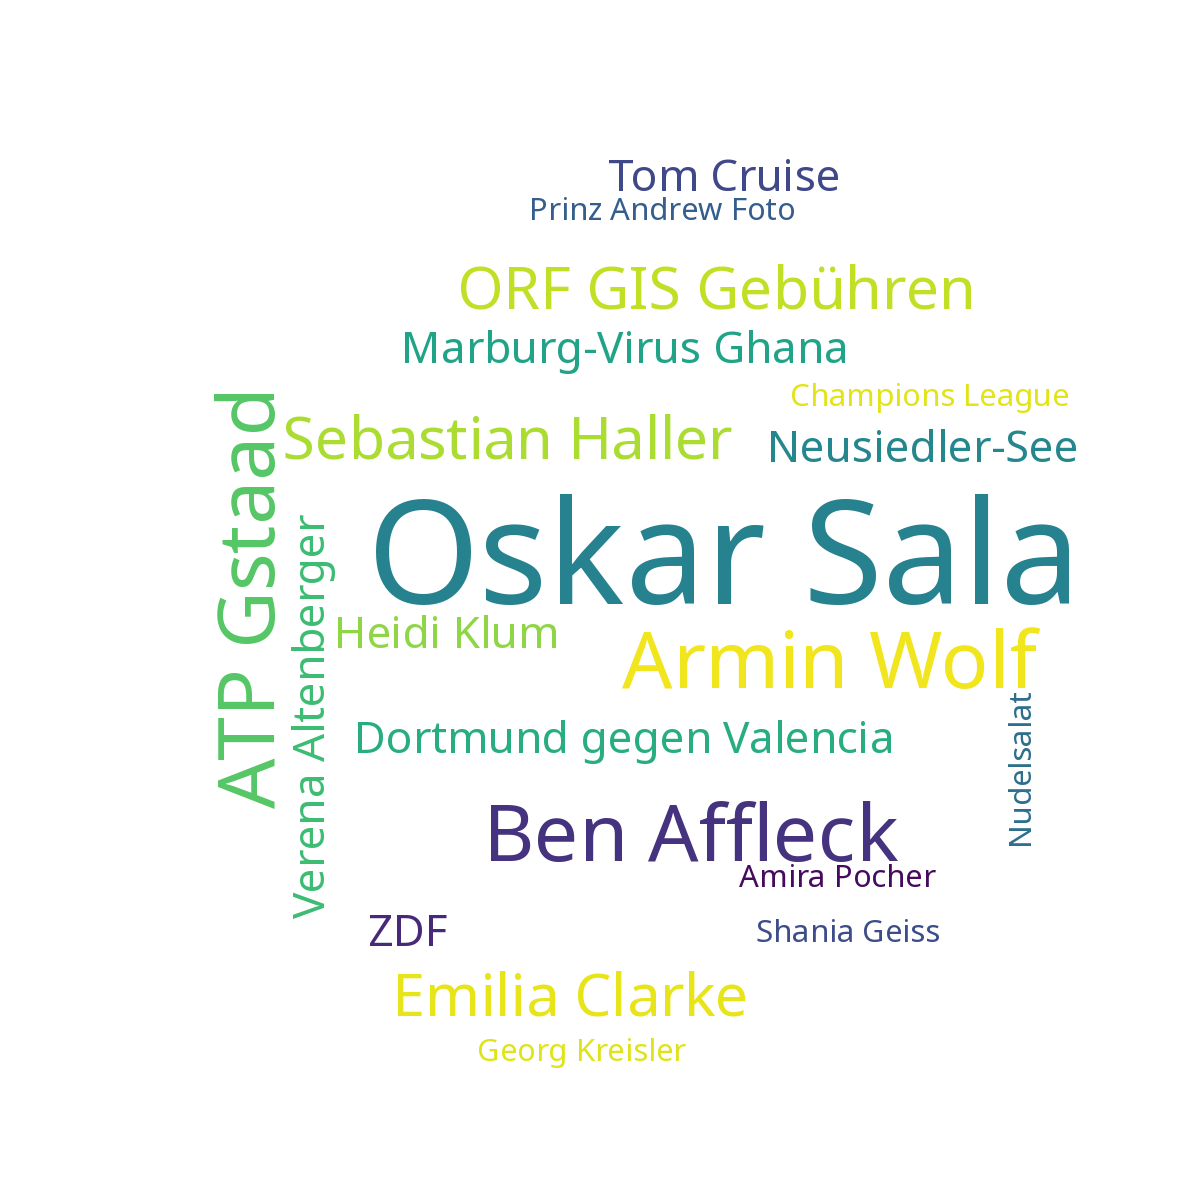 Tom Cruise
Prinz Andrew Foto
ORF GIS Gebühren
Marburg-Virus Ghana
Champions League
Sebastian Haller
Neusiedler-See
ATP Gstaad
Oskar Sala
Verena Altenberger
Heidi Klum
Armin Wolf
Nudelsalat
Dortmund gegen Valencia
Ben Affleck
Amira Pocher
ZDF
Shania Geiss
Emilia Clarke
Georg Kreisler